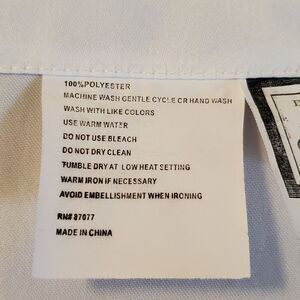 100%POLYESTER
MACHINE WASH GENTLE CYCLE OR HAND WASH
WASH WITH LIKE COLORS
USE WARM WATER
DO NOT USE BLEACH
DO NOT DRY CLEAN
TUMBLE DRY AT LOW HEAT SETTING
WARM IRON IF NECESSARY
AVOID EMBELLISHMENT WHEN IRONING
RN# 87077
MADE IN CHINA